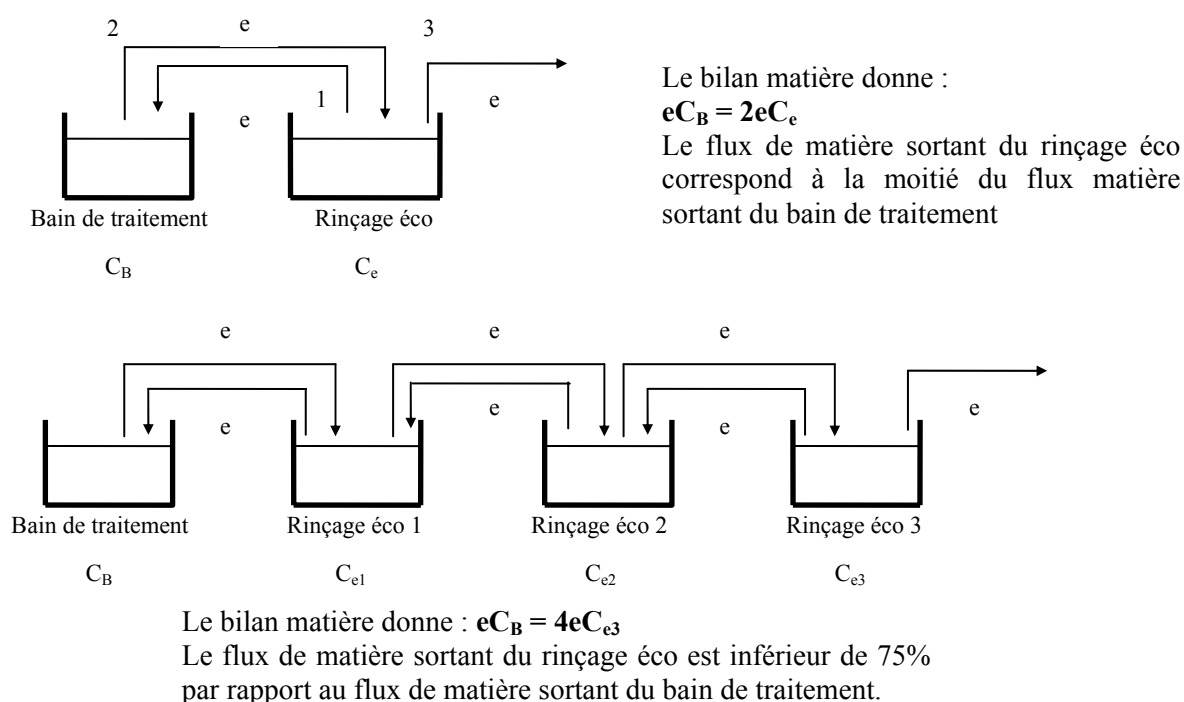 2 e 3
1
e
e
Bain de traitement Rinçage éco
C_B C_e
Le bilan matière donne :
eC_B = 2eC_e
Le flux de matière sortant du rinçage éco
correspond à la moitié du flux matière
sortant du bain de traitement
e e e
e e e e
Bain de traitement Rinçage éco 1 Rinçage éco 2 Rinçage éco 3
C_B C_e1 C_e2 C_e3
Le bilan matière donne : eC_B = 4eC_e3
Le flux de matière sortant du rinçage éco est inférieur de 75%
par rapport au flux de matière sortant du bain de traitement.